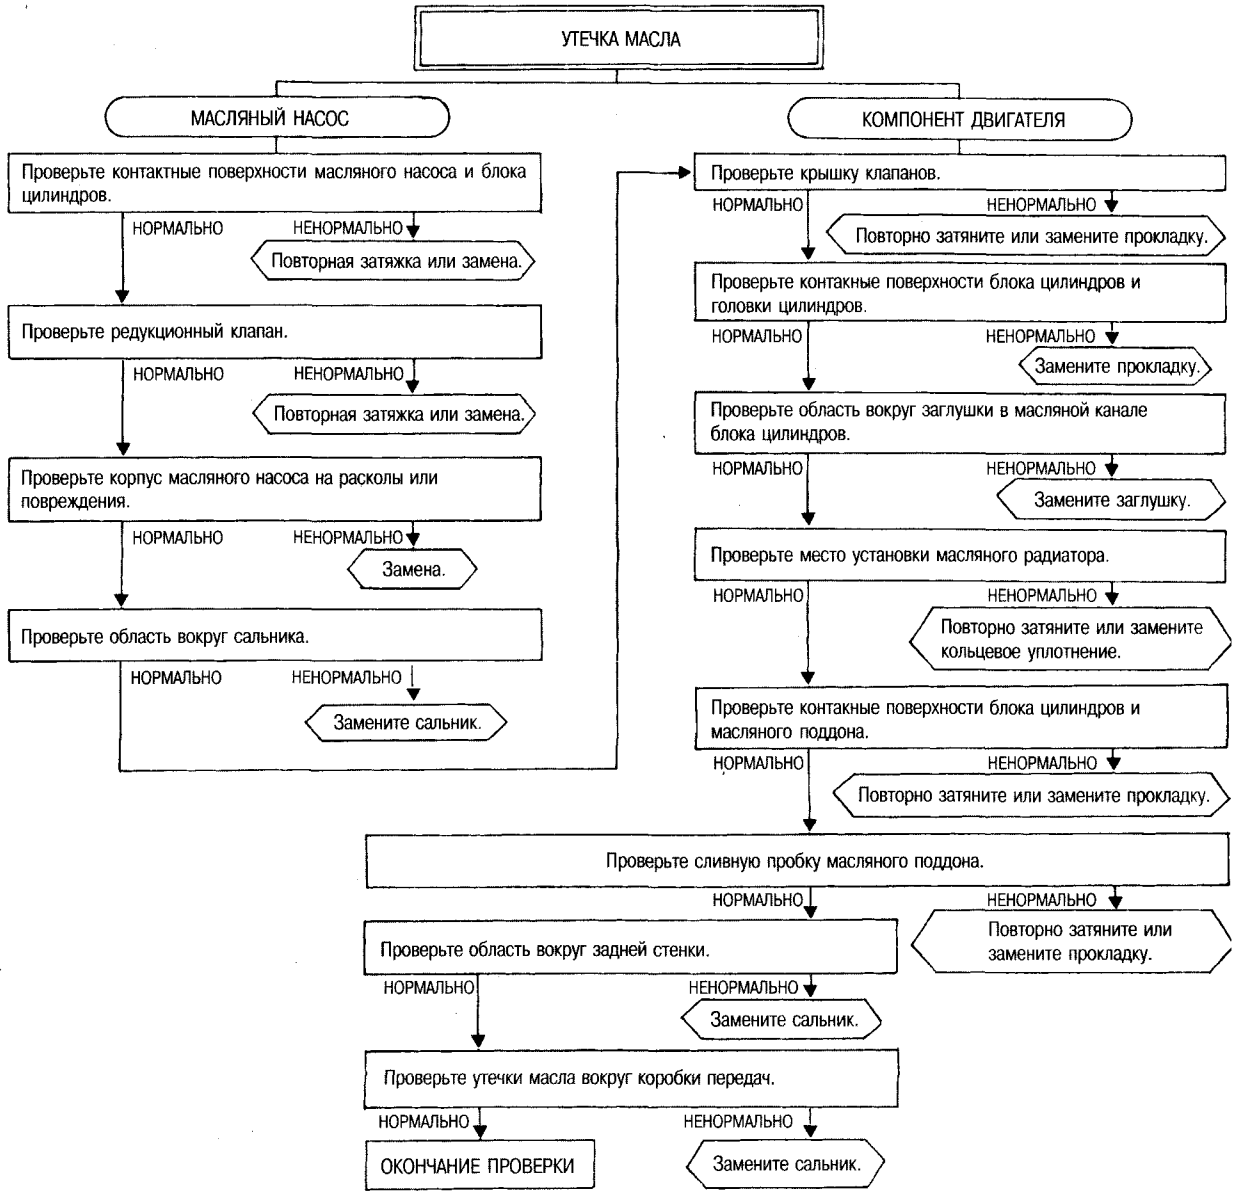 УТЕЧКА МАСЛА
МАСЛЯНЫЙ НАСОС
Проверьте контактные поверхности масляного насоса и блока
цилиндров.
НОРМАЛЬНО
НЕНОРМАЛЬНО
Повторная затяжка или замена.
Проверьте редукционный клапан.
НОРМАЛЬНО
НЕНОРМАЛЬНО
Повторная затяжка или замена.
Проверьте корпус масляного насоса на расколы или
повреждения.
НОРМАЛЬНО
НЕНОРМАЛЬНО
Замена.
Проверьте область вокруг сальника.
НОРМАЛЬНО
НЕНОРМАЛЬНО
Замените сальник.
КОМПОНЕНТ ДВИГАТЕЛЯ
Проверьте крышку клапанов.
НОРМАЛЬНО
НЕНОРМАЛЬНО
Повторно затяните или замените прокладку.
Проверьте контакные поверхности блока цилиндров и
головки цилиндров.
НОРМАЛЬНО
НЕНОРМАЛЬНО
Замените прокладку.
Проверьте область вокруг заглушки в масляной канале
блока цилиндров.
НОРМАЛЬНО
НЕНОРМАЛЬНО
Замените заглушку.
Проверьте место установки масляного радиатора.
НОРМАЛЬНО
НЕНОРМАЛЬНО
Повторно затяните или замените
кольцевое уплотнение.
Проверьте контакные поверхности блока цилиндров и
масляного поддона.
НОРМАЛЬНО
НЕНОРМАЛЬНО
Повторно затяните или замените прокладку.
Проверьте сливную пробку масляного поддона.
НОРМАЛЬНО
НЕНОРМАЛЬНО
Повторно затяните или
замените прокладку.
Проверьте область вокруг задней стенки.
НОРМАЛЬНО
НЕНОРМАЛЬНО
Замените сальник.
Проверьте утечки масла вокруг коробки передач.
НОРМАЛЬНО
НЕНОРМАЛЬНО
ОКОНЧАНИЕ ПРОВЕРКИ
Замените сальник.